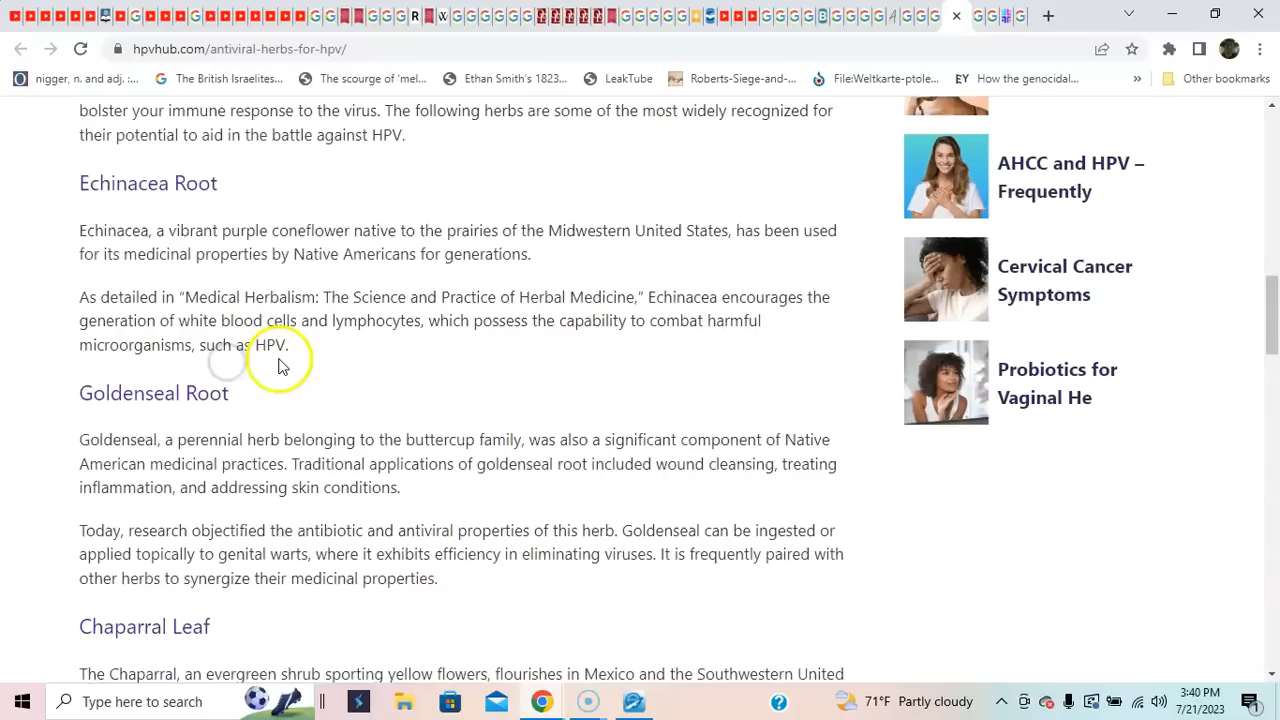 hpvhub.com/antiviral-herbs-for-hpv/
nigger, n. and adj. :...
The British Israelites...
The scourge of 'mel...
Ethan Smith's 1823...
LeakTube
Roberts-Siege-and-...
File:Weltkarte-ptole...
EY
How the genocidal...
»
Other bookmarks
bolster your immune response to the virus. The following herbs are some of the most widely recognized for
their potential to aid in the battle against HPV.
Echinacea Root
Echinacea, a vibrant purple coneflower native to the prairies of the Midwestern United States, has been used
for its medicinal properties by Native Americans for generations.
As detailed in “Medical Herbalism: The Science and Practice of Herbal Medicine,” Echinacea encourages the
generation of white blood cells and lymphocytes, which possess the capability to combat harmful
microorganisms, such as HPV.
Goldenseal Root
Goldenseal, a perennial herb belonging to the buttercup family, was also a significant component of Native
American medicinal practices. Traditional applications of goldenseal root included wound cleansing, treating
inflammation, and addressing skin conditions.
Today, research objectified the antibiotic and antiviral properties of this herb. Goldenseal can be ingested or
applied topically to genital warts, where it exhibits efficiency in eliminating viruses. It is frequently paired with
other herbs to synergize their medicinal properties.
Chaparral Leaf
The Chaparral, an evergreen shrub sporting yellow flowers, flourishes in Mexico and the Southwestern United
AHCC and HPV –
Frequently
Cervical Cancer
Symptoms
Probiotics for
Vaginal He
Type here to search
71°F Partly cloudy
3:40 PM
7/21/2023